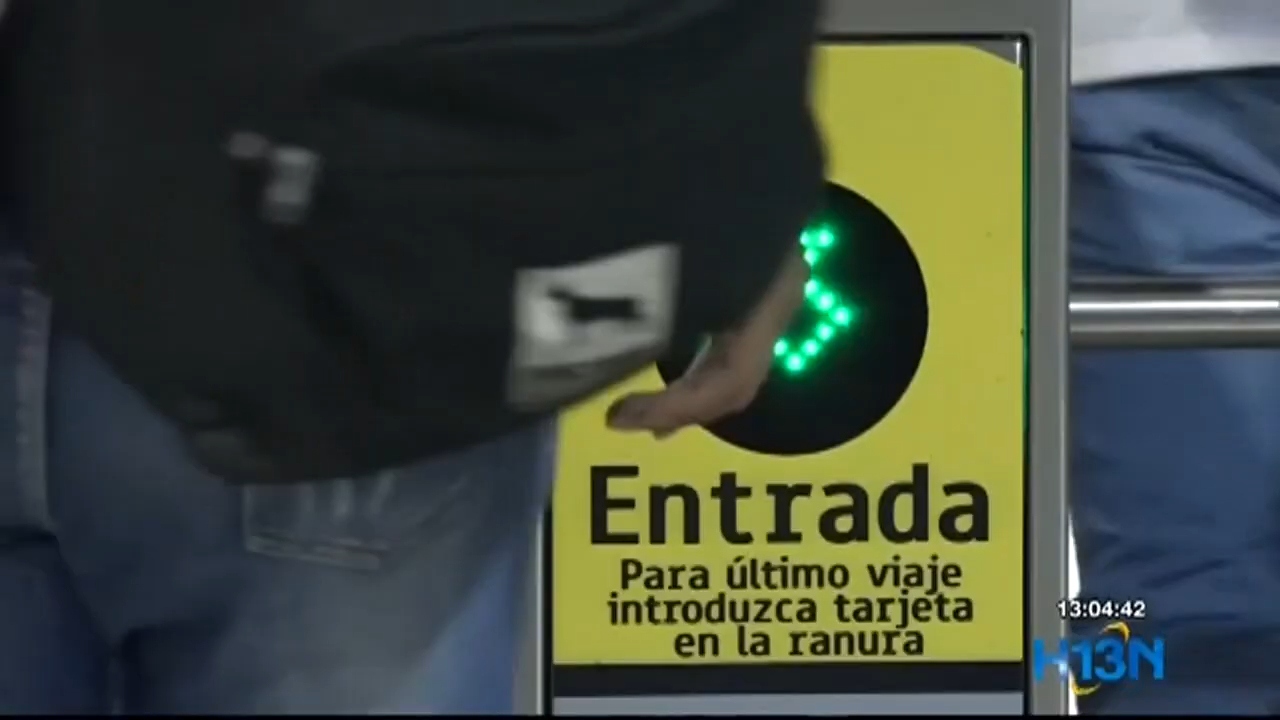 Entrada
Para último viaje
introduzca tarjeta
en la ranura
13:04:42
H13N